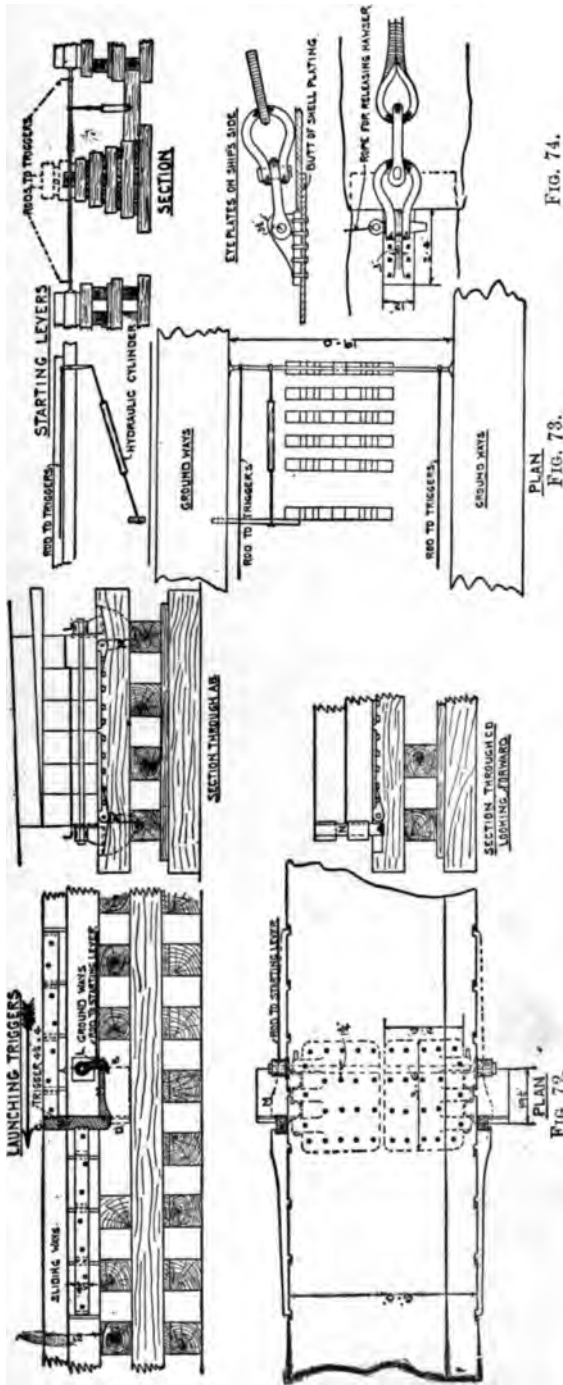 LAUNCHING TRIGGERS
TRIGGER
SLIDING WAYS.
GROUND WAYS
ROD TO STARTING LEVER
SECTION THROUGH AB
STARTING LEVERS
ROD TO TRIGGERS
HYDRAULIC CYLINDER
RODS TO TRIGGERS
SECTION
ROD TO STARTING LEVER
PLAN
FIG 72.
SECTION THROUGH CD
LOOKING FORWARD
GROUND WAYS
ROD TO TRIGGERS
ROD TO TRIGGERS
GROUND WAYS
PLAN
FIG. 73.
EYE PLATES ON SHIP'S SIDE
BUTT OF SHELL PLATING
ROPE FOR RELEASING HAWSER
FIG. 74.